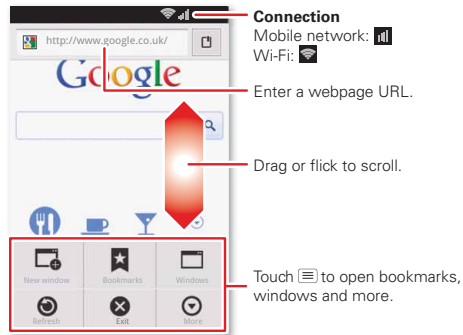 Connection
Mobile network:
Wi-Fi:
http://www.google.co.uk/
Enter a webpage URL.
Google
Drag or flick to scroll.
New window
Bookmarks
Windows
Refresh
Exit
More
Touch to open bookmarks,
windows and more.